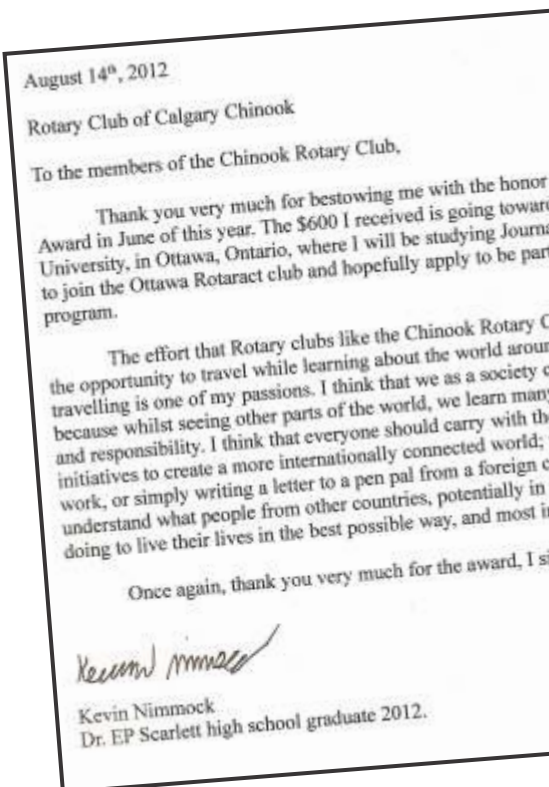 August 14th, 2012
Rotary Club of Calgary Chinook
To the members of the Chinook Rotary Club,
Thank you very much for bestowing me with the honor
Award in June of this year. The $600 I received is going toward
University, in Ottawa, Ontario, where I will be studying Journa
to join the Ottawa Rotaract club and hopefully apply to be part
program.
The effort that Rotary clubs like the Chinook Rotary C
the opportunity to travel while learning about the world aroun
travelling is one of my passions. I think that we as a society c
because whilst seeing other parts of the world, we learn many
and responsibility. I think that everyone should carry with the
initiatives to create a more internationally connected world;
work, or simply writing a letter to a pen pal from a foreign c
understand what people from other countries, potentially in
doing to live their lives in the best possible way, and most i
Once again, thank you very much for the award, I si
Kevin Nimmock
Kevin Nimmock
Dr. EP Scarlett high school graduate 2012.